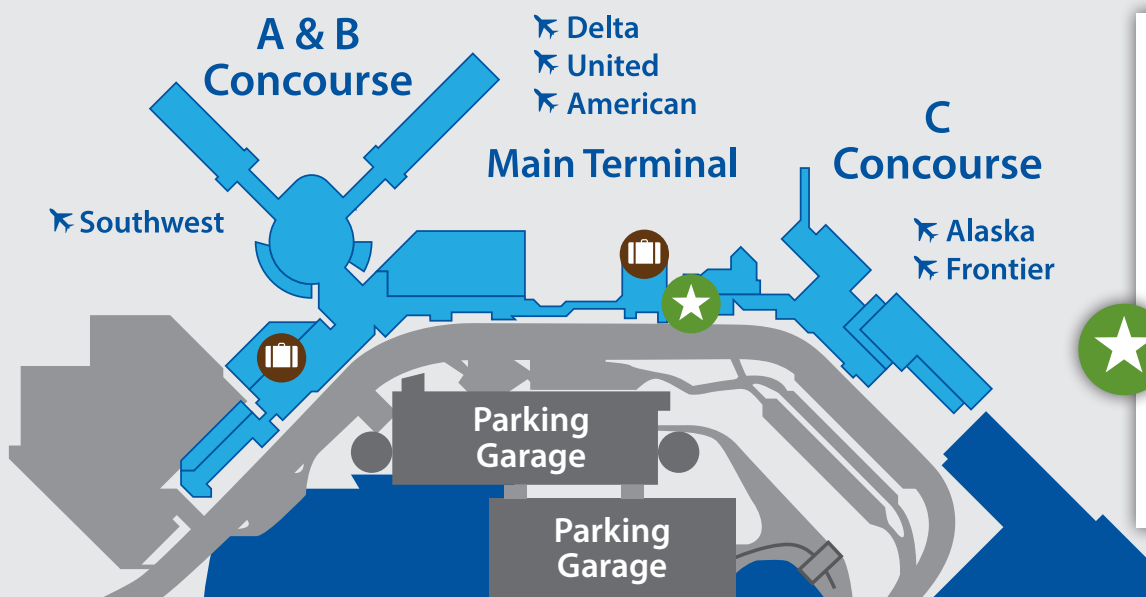 A & B
Concourse
Delta
United
American
Main Terminal
C
Concourse
Southwest
Alaska
Frontier
Parking
Garage
Parking
Garage